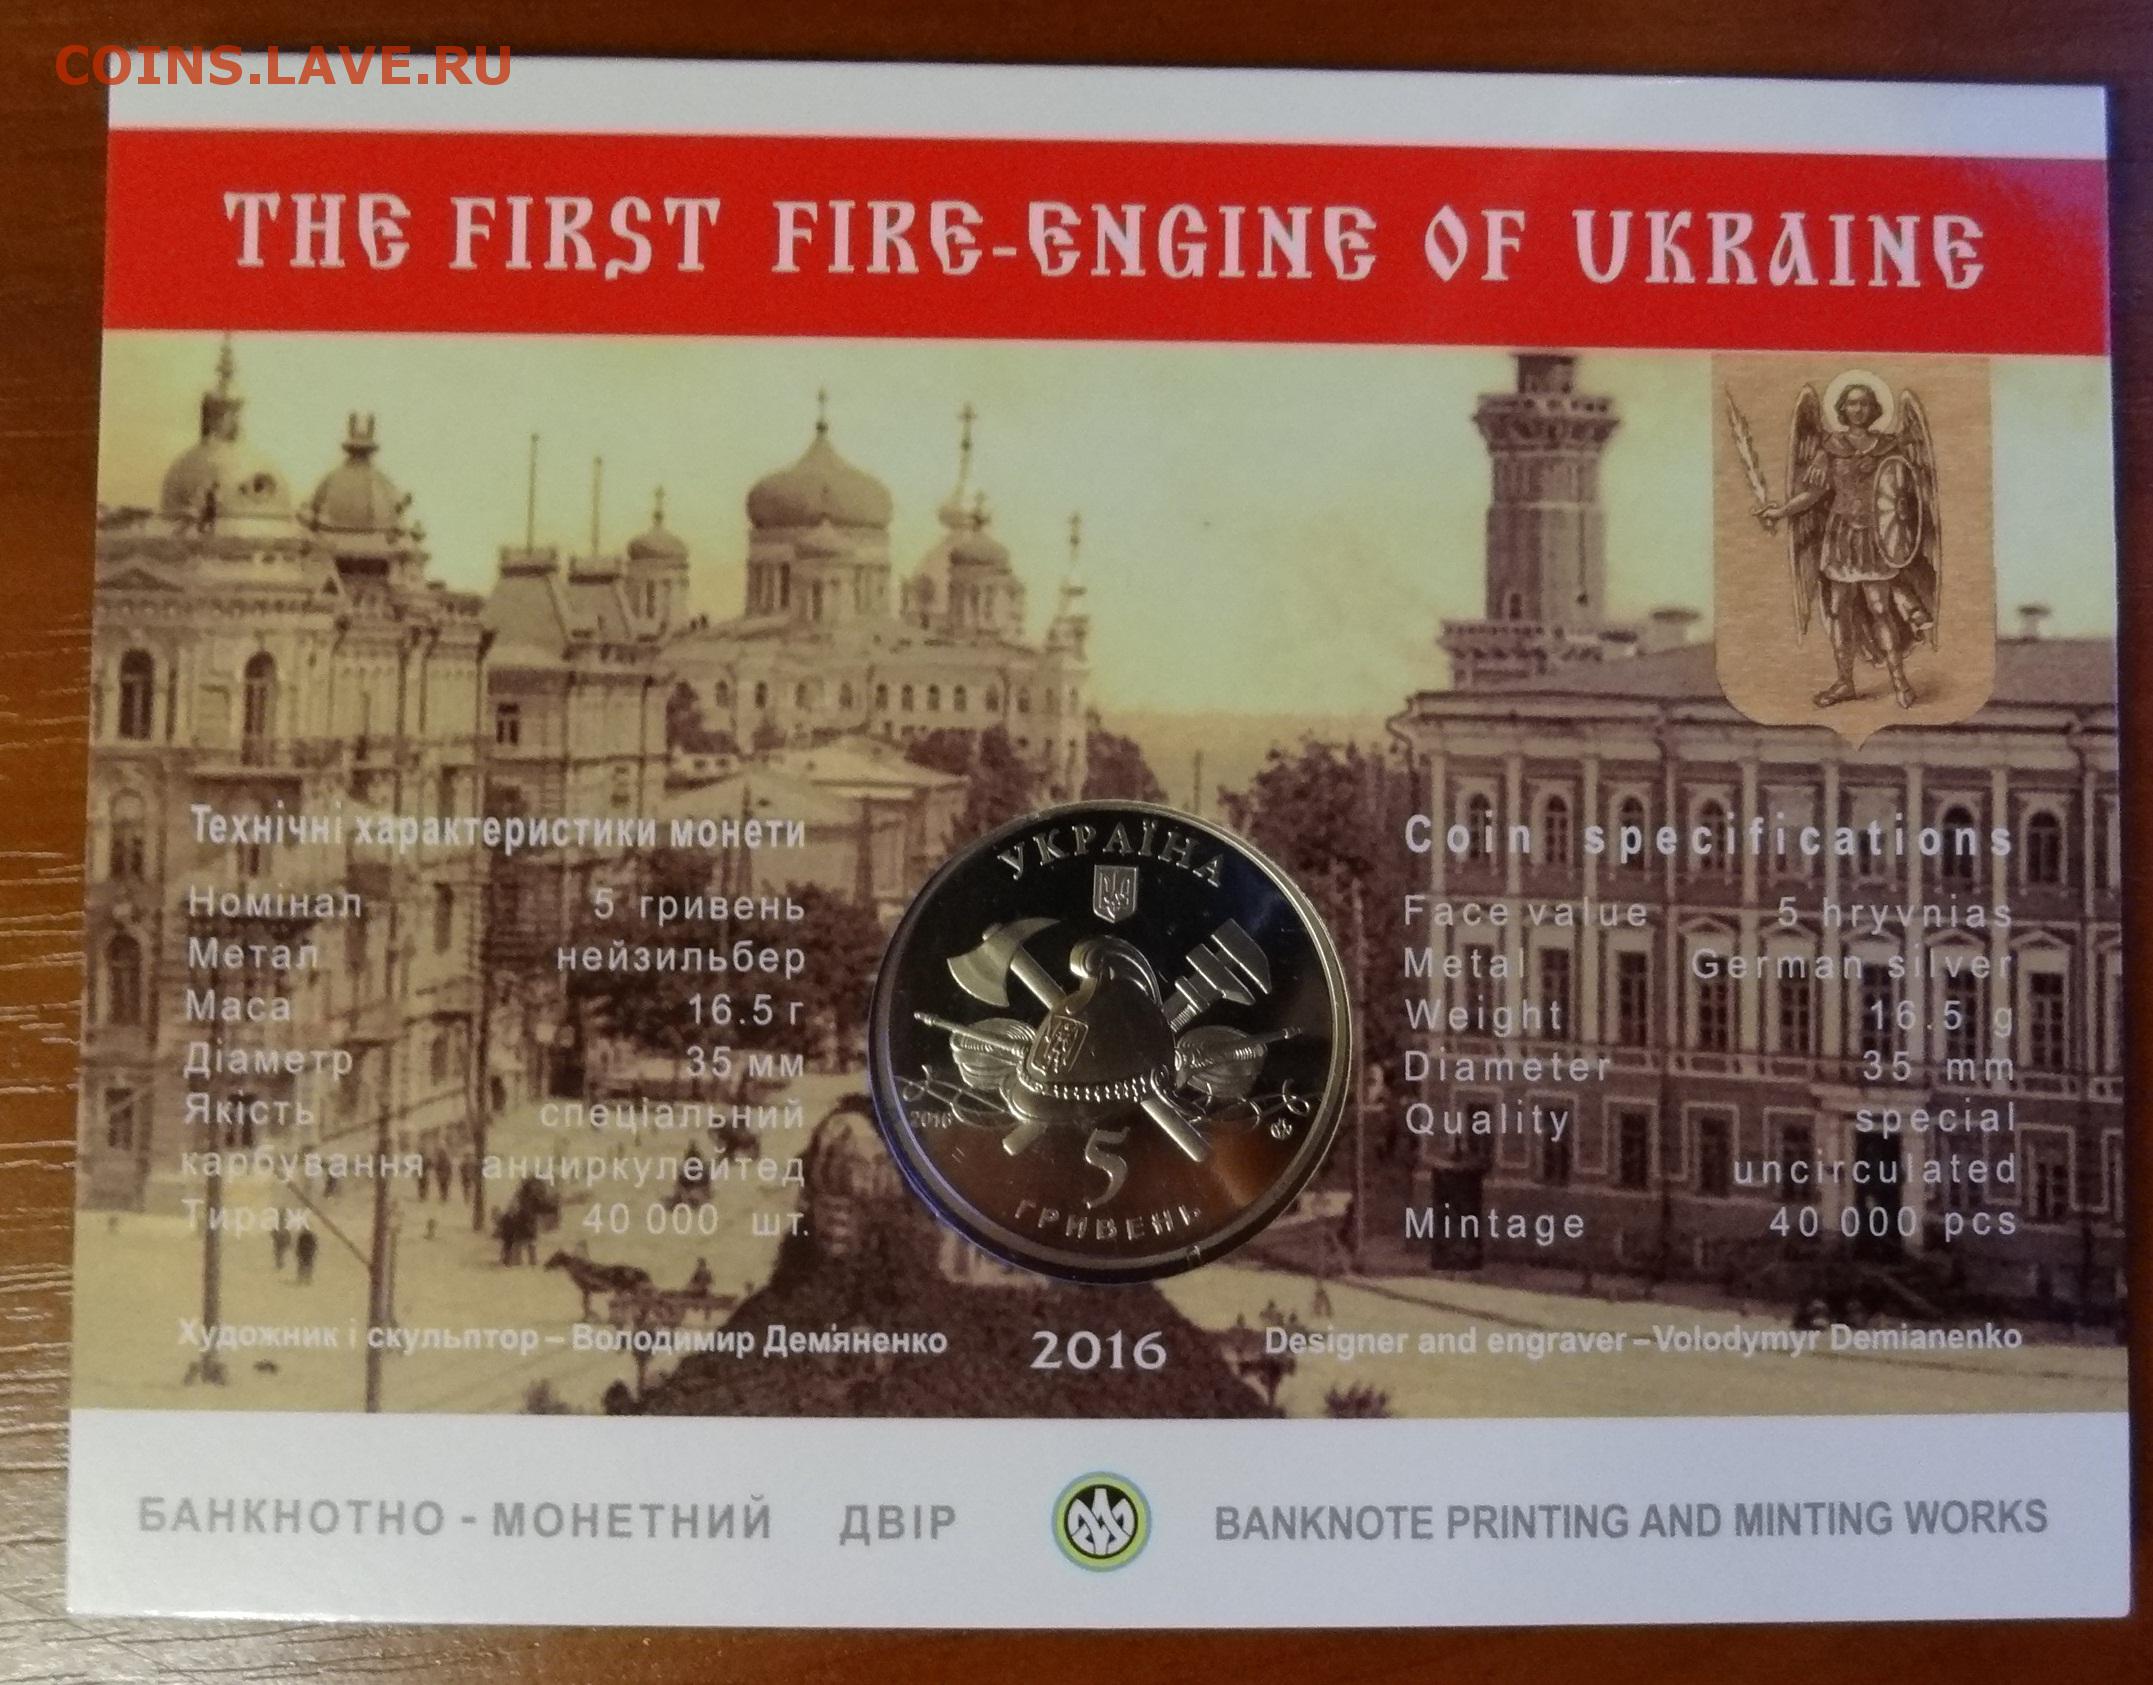 COINS.LAVE.RU
THE FIRST FIRE-ENGINE OF UKRAINE
Технічні характеристики монети
Номінал 5 гривень
Метал нейзильбер
Маса 16.5 г
Діаметр 35 мм
Якість спеціальний
карбування анциркулейтед
Тираж 40 000 шт.
Художник і скульптор – Володимир Дем'яненко
УКРАЇНА
2016
5
ГРИВЕНЬ
Coin specifications
Face value 5 hryvnias
Metal German silver
Weight 16.5 g
Diameter 35 mm
Quality special
uncirculated
Mintage 40 000 pcs
2016
Designer and engraver – Volodymyr Demianenko
БАНКНОТНО - МОНЕТНИЙ ДВІР
BANKNOTE PRINTING AND MINTING WORKS